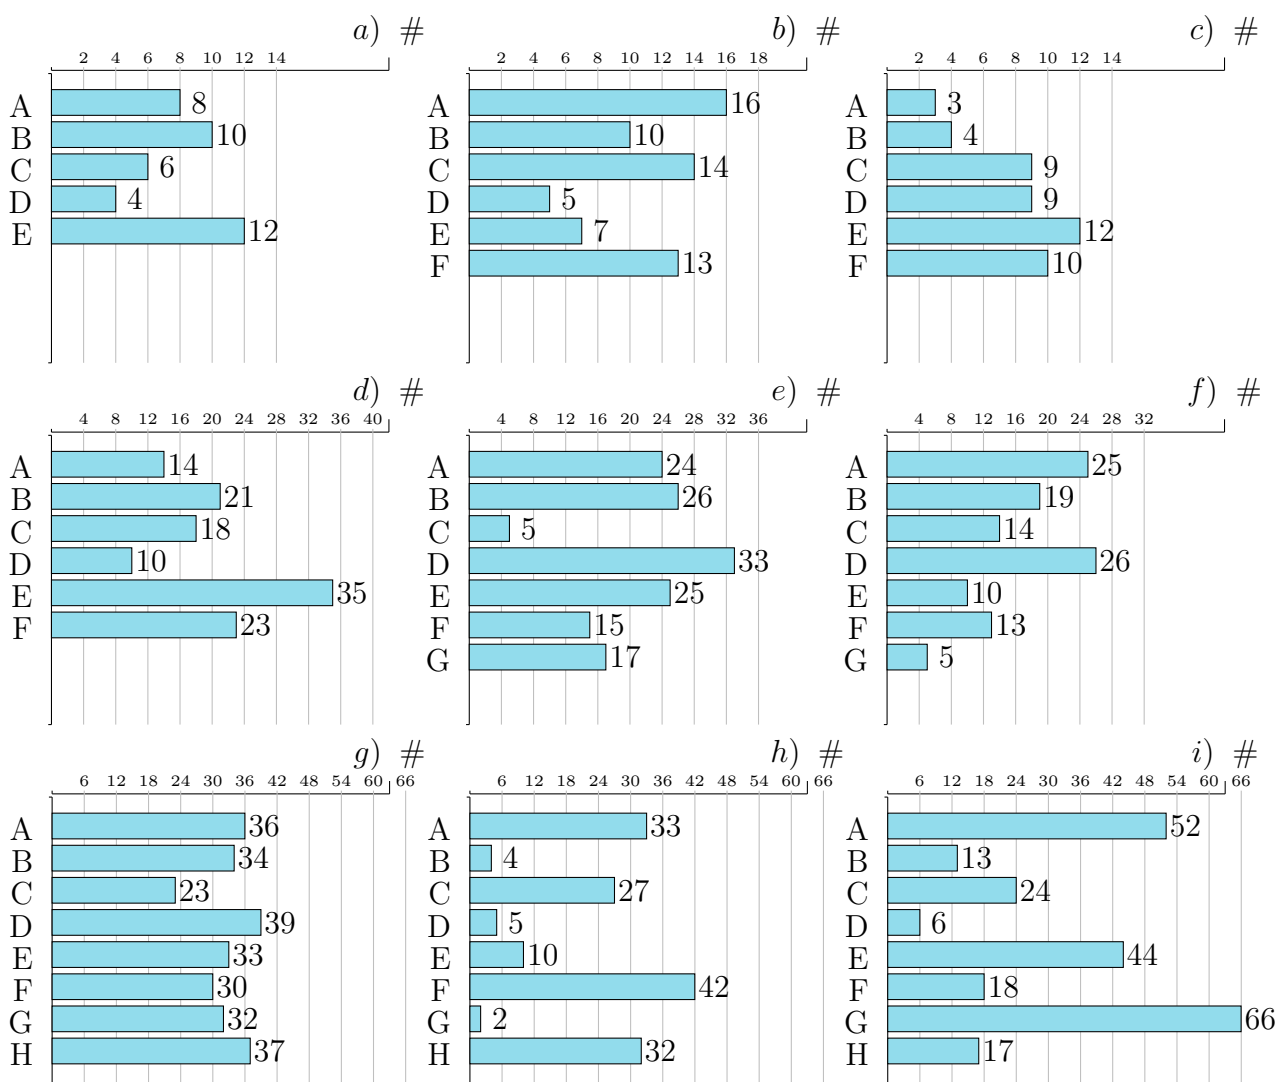 a) # b) # c) #
2 4 6 8 10 12 14 2 4 6 8 10 12 14 16 18 2 4 6 8 10 12 14
A 8 A 16 A 3
B 10 B 10 B 4
C 6 C 14 C 9
D 4 D 5 D 9
E 12 E 7 E 12
F 13 F 10
d) # e) # f) #
4 8 12 16 20 24 28 32 36 40 4 8 12 16 20 24 28 32 36 4 8 12 16 20 24 28 32
A 14 A 24 A 25
B 21 B 26 B 19
C 18 C 5 C 14
D 10 D 33 D 26
E 35 E 25 E 10
F 23 F 15 F 13
G 17 G 5
g) # h) # i) #
6 12 18 24 30 36 42 48 54 60 66 6 12 18 24 30 36 42 48 54 60 66 6 12 18 24 30 36 42 48 54 60 66
A 36 A 33 A 52
B 34 B 4 B 13
C 23 C 27 C 24
D 39 D 5 D 6
E 33 E 10 E 44
F 30 F 42 F 18
G 32 G 2 G 66
H 37 H 32 H 17